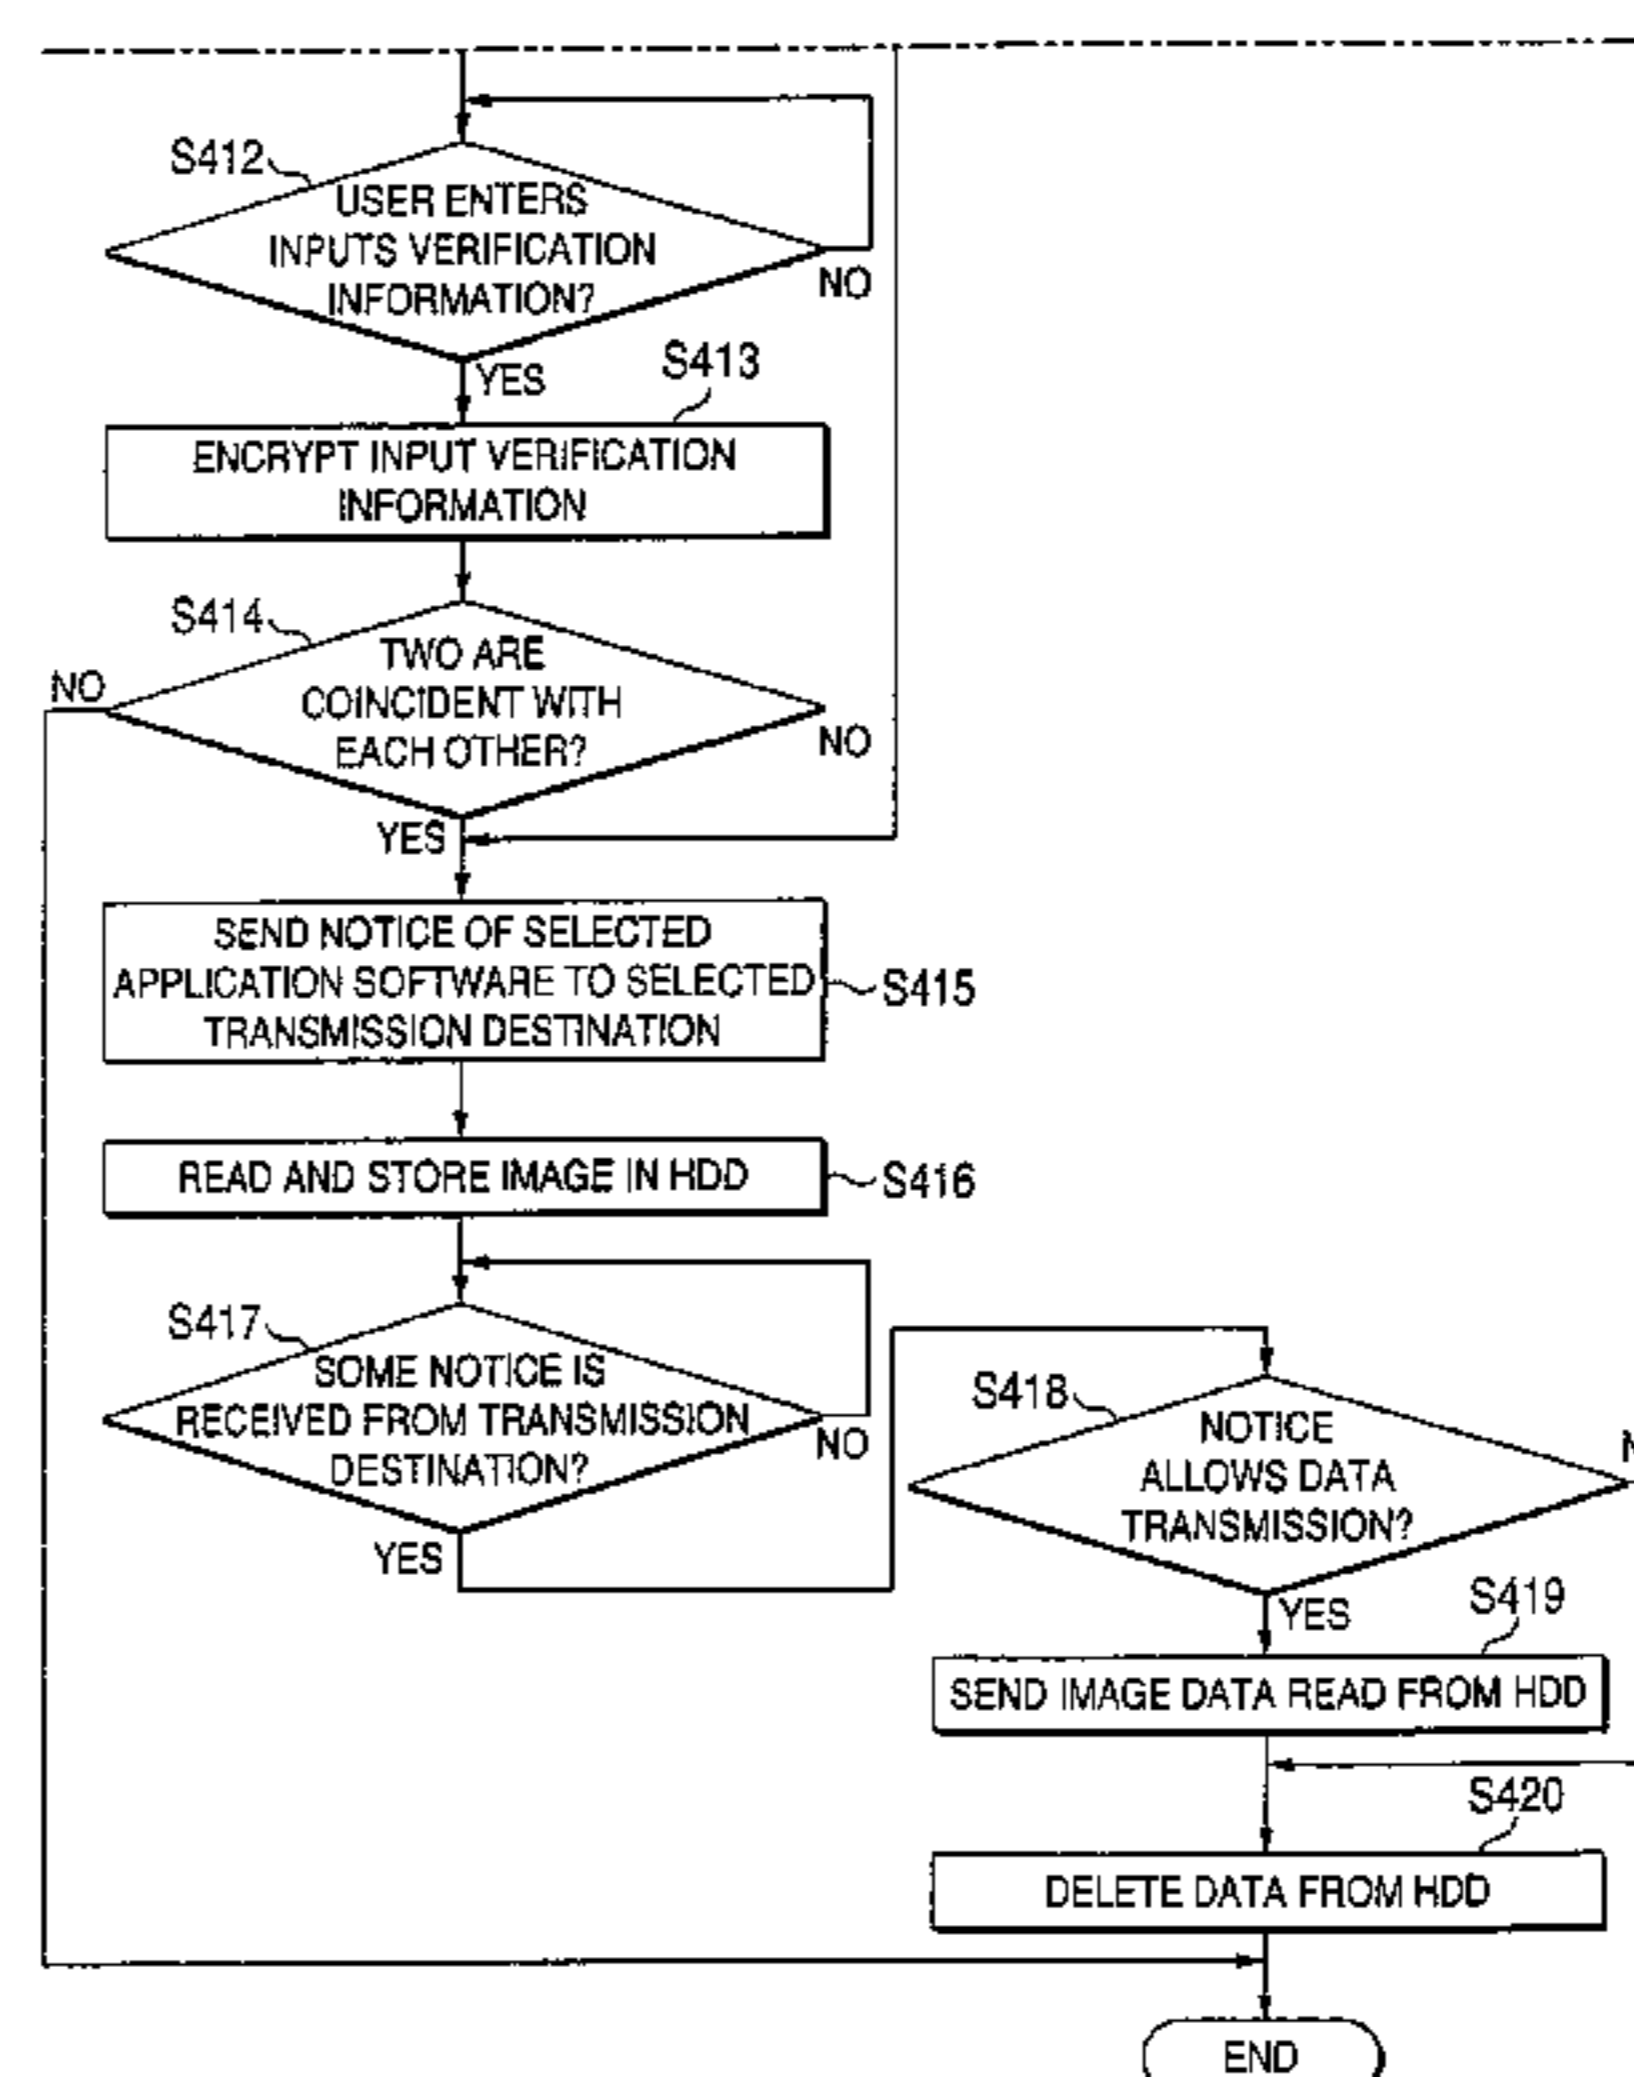 S412
USER ENTERS
INPUTS VERIFICATION
INFORMATION?
NO
YES
S413
ENCRYPT INPUT VERIFICATION
INFORMATION
S414
TWO ARE
COINCIDENT WITH
EACH OTHER?
NO
NO
YES
SEND NOTICE OF SELECTED
APPLICATION SOFTWARE TO SELECTED
TRANSMISSION DESTINATION
S415
READ AND STORE IMAGE IN HDD
S416
S417
SOME NOTICE IS
RECEIVED FROM TRANSMISSION
DESTINATION?
NO
YES
S418
NOTICE
ALLOWS DATA
TRANSMISSION?
YES
S419
SEND IMAGE DATA READ FROM HDD
S420
DELETE DATA FROM HDD
END